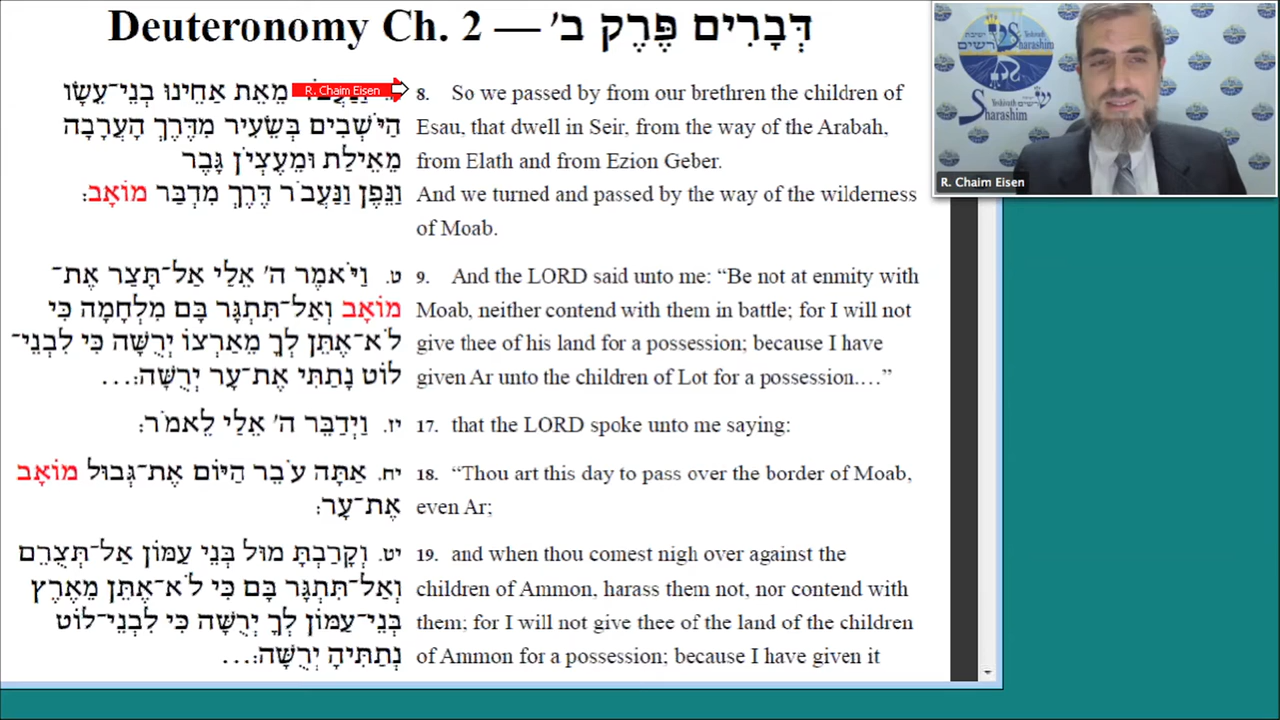 Deuteronomy Ch. 2 — דְּבָרִים פֶּרֶק ב׳
מֵאֵת אַחֵינוּ בְנֵי־עֵשָׂו
הַיֹּשְׁבִים בְּשֵׂעִיר מִדֶּרֶךְ הָעֲרָבָה
מֵאֵילַת וּמֵעֶצְיֹן גָּבֶר
וַנֵּפֶן וַנַּעֲבֹר דֶּרֶךְ מִדְבַּר מוֹאָב:
R. Chaim Eisen
8. So we passed by from our brethren the children of
Esau, that dwell in Seir, from the way of the Arabah,
from Elath and from Ezion Geber.
And we turned and passed by the way of the wilderness
of Moab.
ט. וַיֹּאמֶר ה׳ אֵלַי אַל־תָּצַר אֶת־
מוֹאָב וְאַל־תִּתְגָּר בָּם מִלְחָמָה כִּי
לֹא־אֶתֵּן לְךָ מֵאַרְצוֹ יְרֻשָּׁה כִּי לִבְנֵי־
לוֹט נָתַתִּי אֶת־עָר יְרֻשָּׁה:...
9. And the LORD said unto me: “Be not at enmity with
Moab, neither contend with them in battle; for I will not
give thee of his land for a possession; because I have
given Ar unto the children of Lot for a possession.…”
יז. וַיְדַבֵּר ה׳ אֵלַי לֵאמֹר:
17. that the LORD spoke unto me saying:
יח. אַתָּה עֹבֵר הַיּוֹם אֶת־גְּבוּל מוֹאָב
אֶת־עָר:
18. “Thou art this day to pass over the border of Moab,
even Ar;
יט. וְקָרַבְתָּ מוּל בְּנֵי עַמּוֹן אַל־תְּצֻרֵם
וְאַל־תִּתְגָּר בָּם כִּי לֹא־אֶתֵּן מֵאֶרֶץ
בְּנֵי־עַמּוֹן לְךָ יְרֻשָּׁה כִּי לִבְנֵי־לוֹט
נְתַתִּיהָ יְרֻשָּׁה:...
19. and when thou comest nigh over against the
children of Ammon, harass them not, nor contend with
them; for I will not give thee of the land of the children
of Ammon for a possession; because I have given it
ישיבת
שרשים
Yeshivath
Sharashim
R. Chaim Eisen